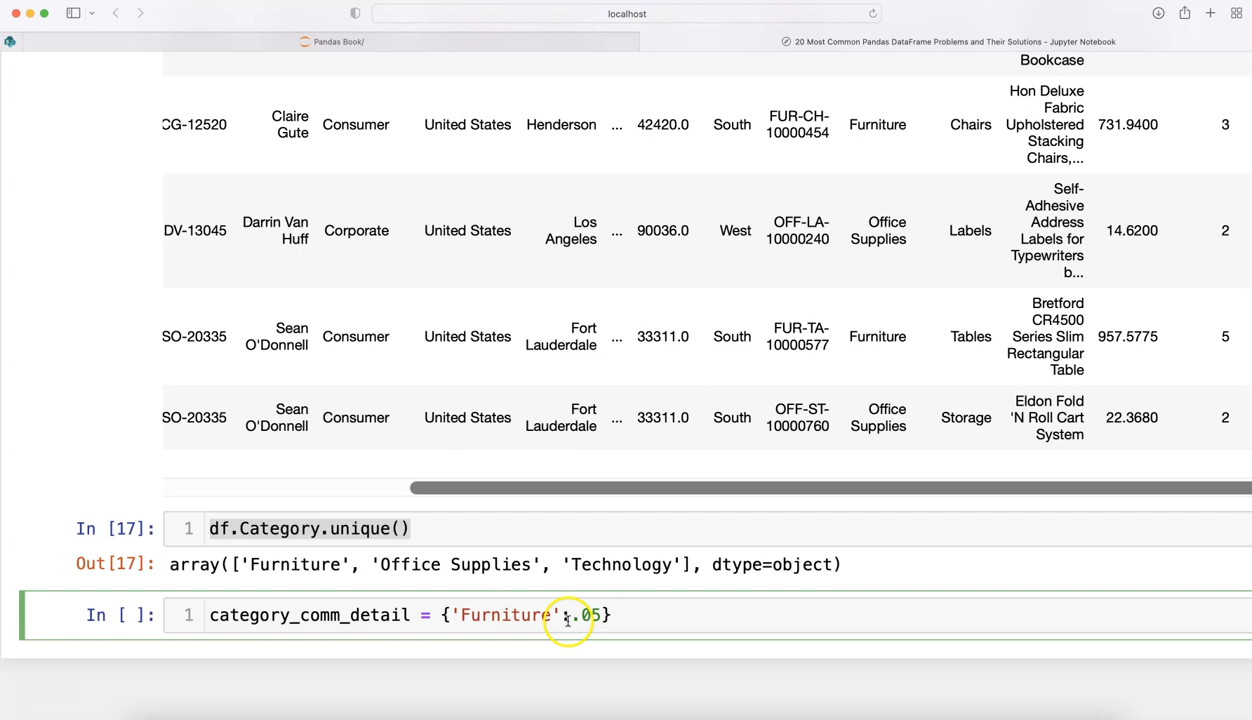 localhost
Pandas Book/
20 Most Common Pandas DataFrame Problems and Their Solutions - Jupyter Notebook
Bookcase
CG-12520 Claire Gute Consumer United States Henderson ... 42420.0 South FUR-CH-10000454 Furniture Chairs Hon Deluxe Fabric Upholstered Stacking Chairs,... 731.9400 3
DV-13045 Darrin Van Huff Corporate United States Los Angeles ... 90036.0 West OFF-LA-10000240 Office Supplies Labels Self-Adhesive Address Labels for Typewriters b... 14.6200 2
SO-20335 Sean O'Donnell Consumer United States Fort Lauderdale ... 33311.0 South FUR-TA-10000577 Furniture Tables Bretford CR4500 Series Slim Rectangular Table 957.5775 5
SO-20335 Sean O'Donnell Consumer United States Fort Lauderdale ... 33311.0 South OFF-ST-10000760 Office Supplies Storage Eldon Fold 'N Roll Cart System 22.3680 2
In [17]: 1 df.Category.unique()
Out[17]: array(['Furniture', 'Office Supplies', 'Technology'], dtype=object)
In [ ]: 1 category_comm_detail = {'Furniture':.05}